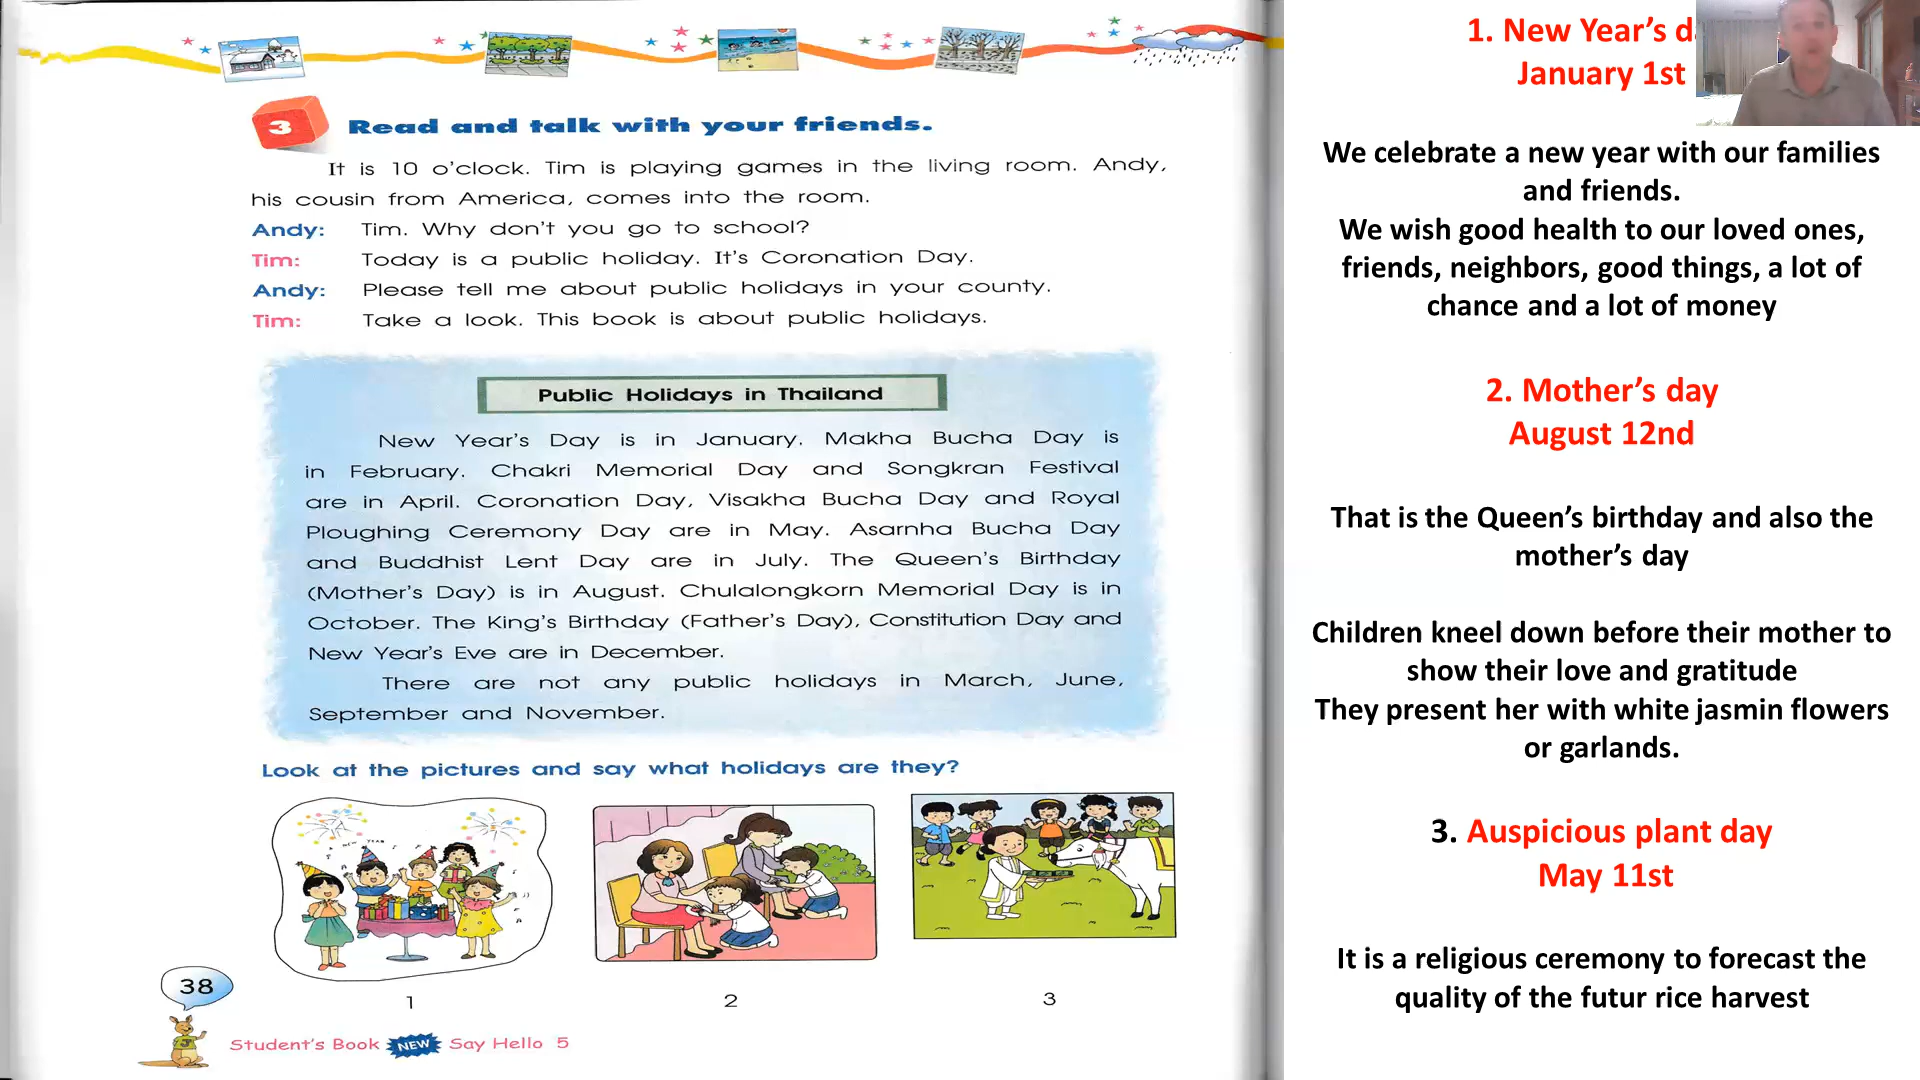 3
Read and talk with your friends.
It is 10 o'clock. Tim is playing games in the living room. Andy,
his cousin from America, comes into the room.
Andy: Tim. Why don't you go to school?
Tim: Today is a public holiday. It's Coronation Day.
Andy: Please tell me about public holidays in your county.
Tim: Take a look. This book is about public holidays.
Public Holidays in Thailand
New Year's Day is in January. Makha Bucha Day is
in February. Chakri Memorial Day and Songkran Festival
are in April. Coronation Day, Visakha Bucha Day and Royal
Ploughing Ceremony Day are in May. Asarnha Bucha Day
and Buddhist Lent Day are in July. The Queen's Birthday
(Mother's Day) is in August. Chulalongkorn Memorial Day is in
October. The King's Birthday (Father's Day), Constitution Day and
New Year's Eve are in December.
There are not any public holidays in March, June,
September and November.
Look at the pictures and say what holidays are they?
1
2
3
38
Student's Book NEW Say Hello 5
1. New Year's
January 1st
We celebrate a new year with our families
and friends.
We wish good health to our loved ones,
friends, neighbors, good things, a lot of
chance and a lot of money
2. Mother's day
August 12nd
That is the Queen's birthday and also the
mother's day
Children kneel down before their mother to
show their love and gratitude
They present her with white jasmin flowers
or garlands.
3. Auspicious plant day
May 11st
It is a religious ceremony to forecast the
quality of the futur rice harvest